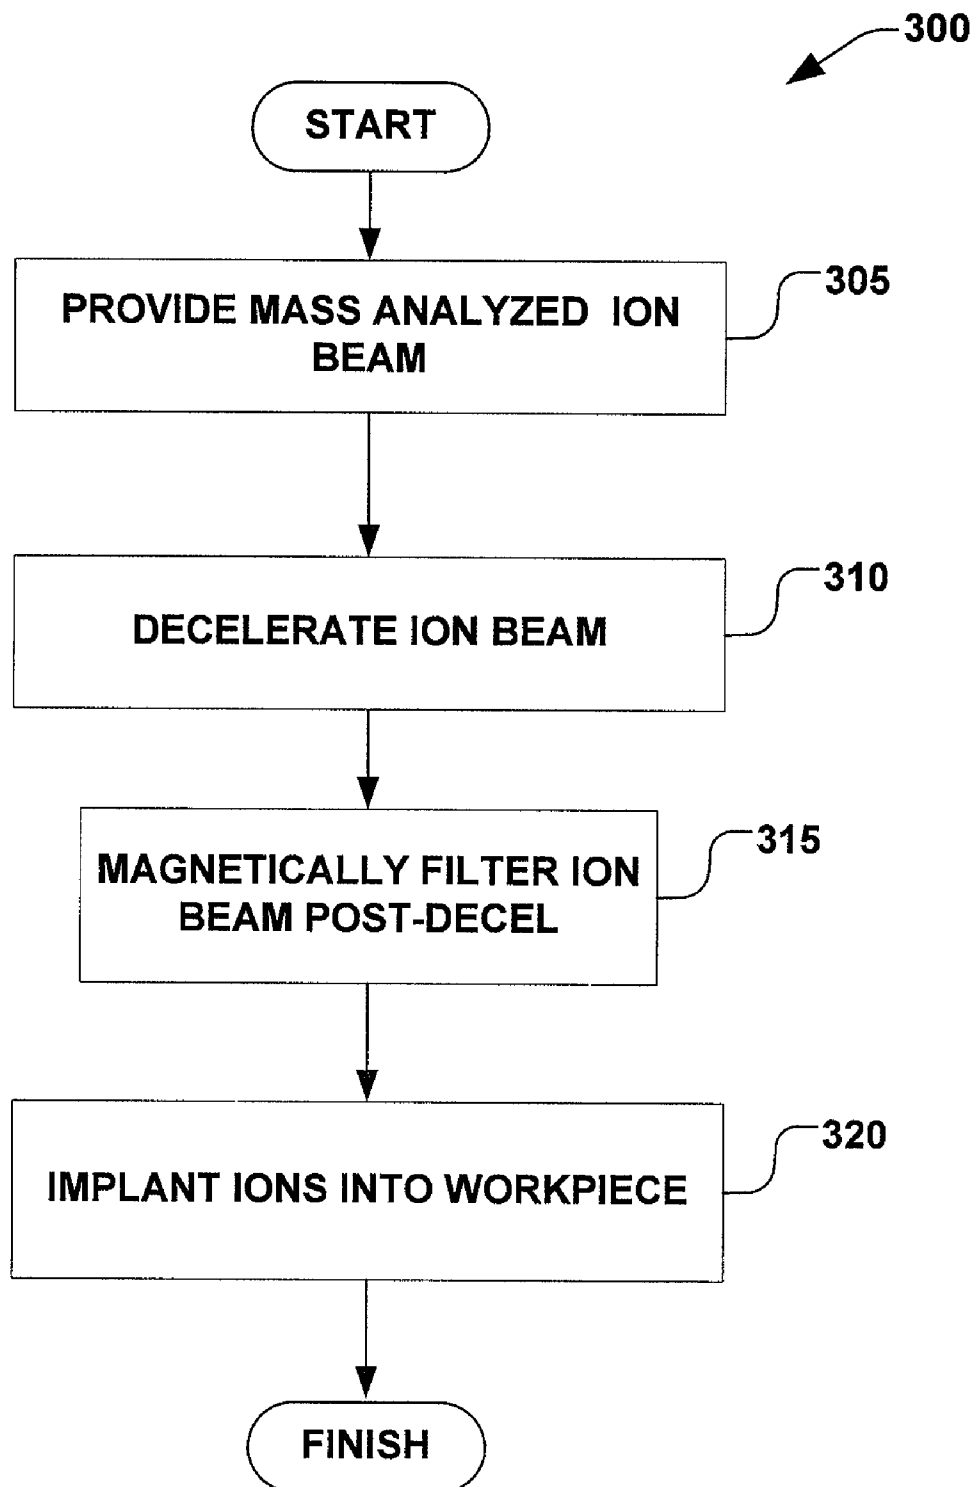 300
START
PROVIDE MASS ANALYZED ION
BEAM
305
DECELERATE ION BEAM
310
MAGNETICALLY FILTER ION
BEAM POST-DECEL
315
IMPLANT IONS INTO WORKPIECE
320
FINISH